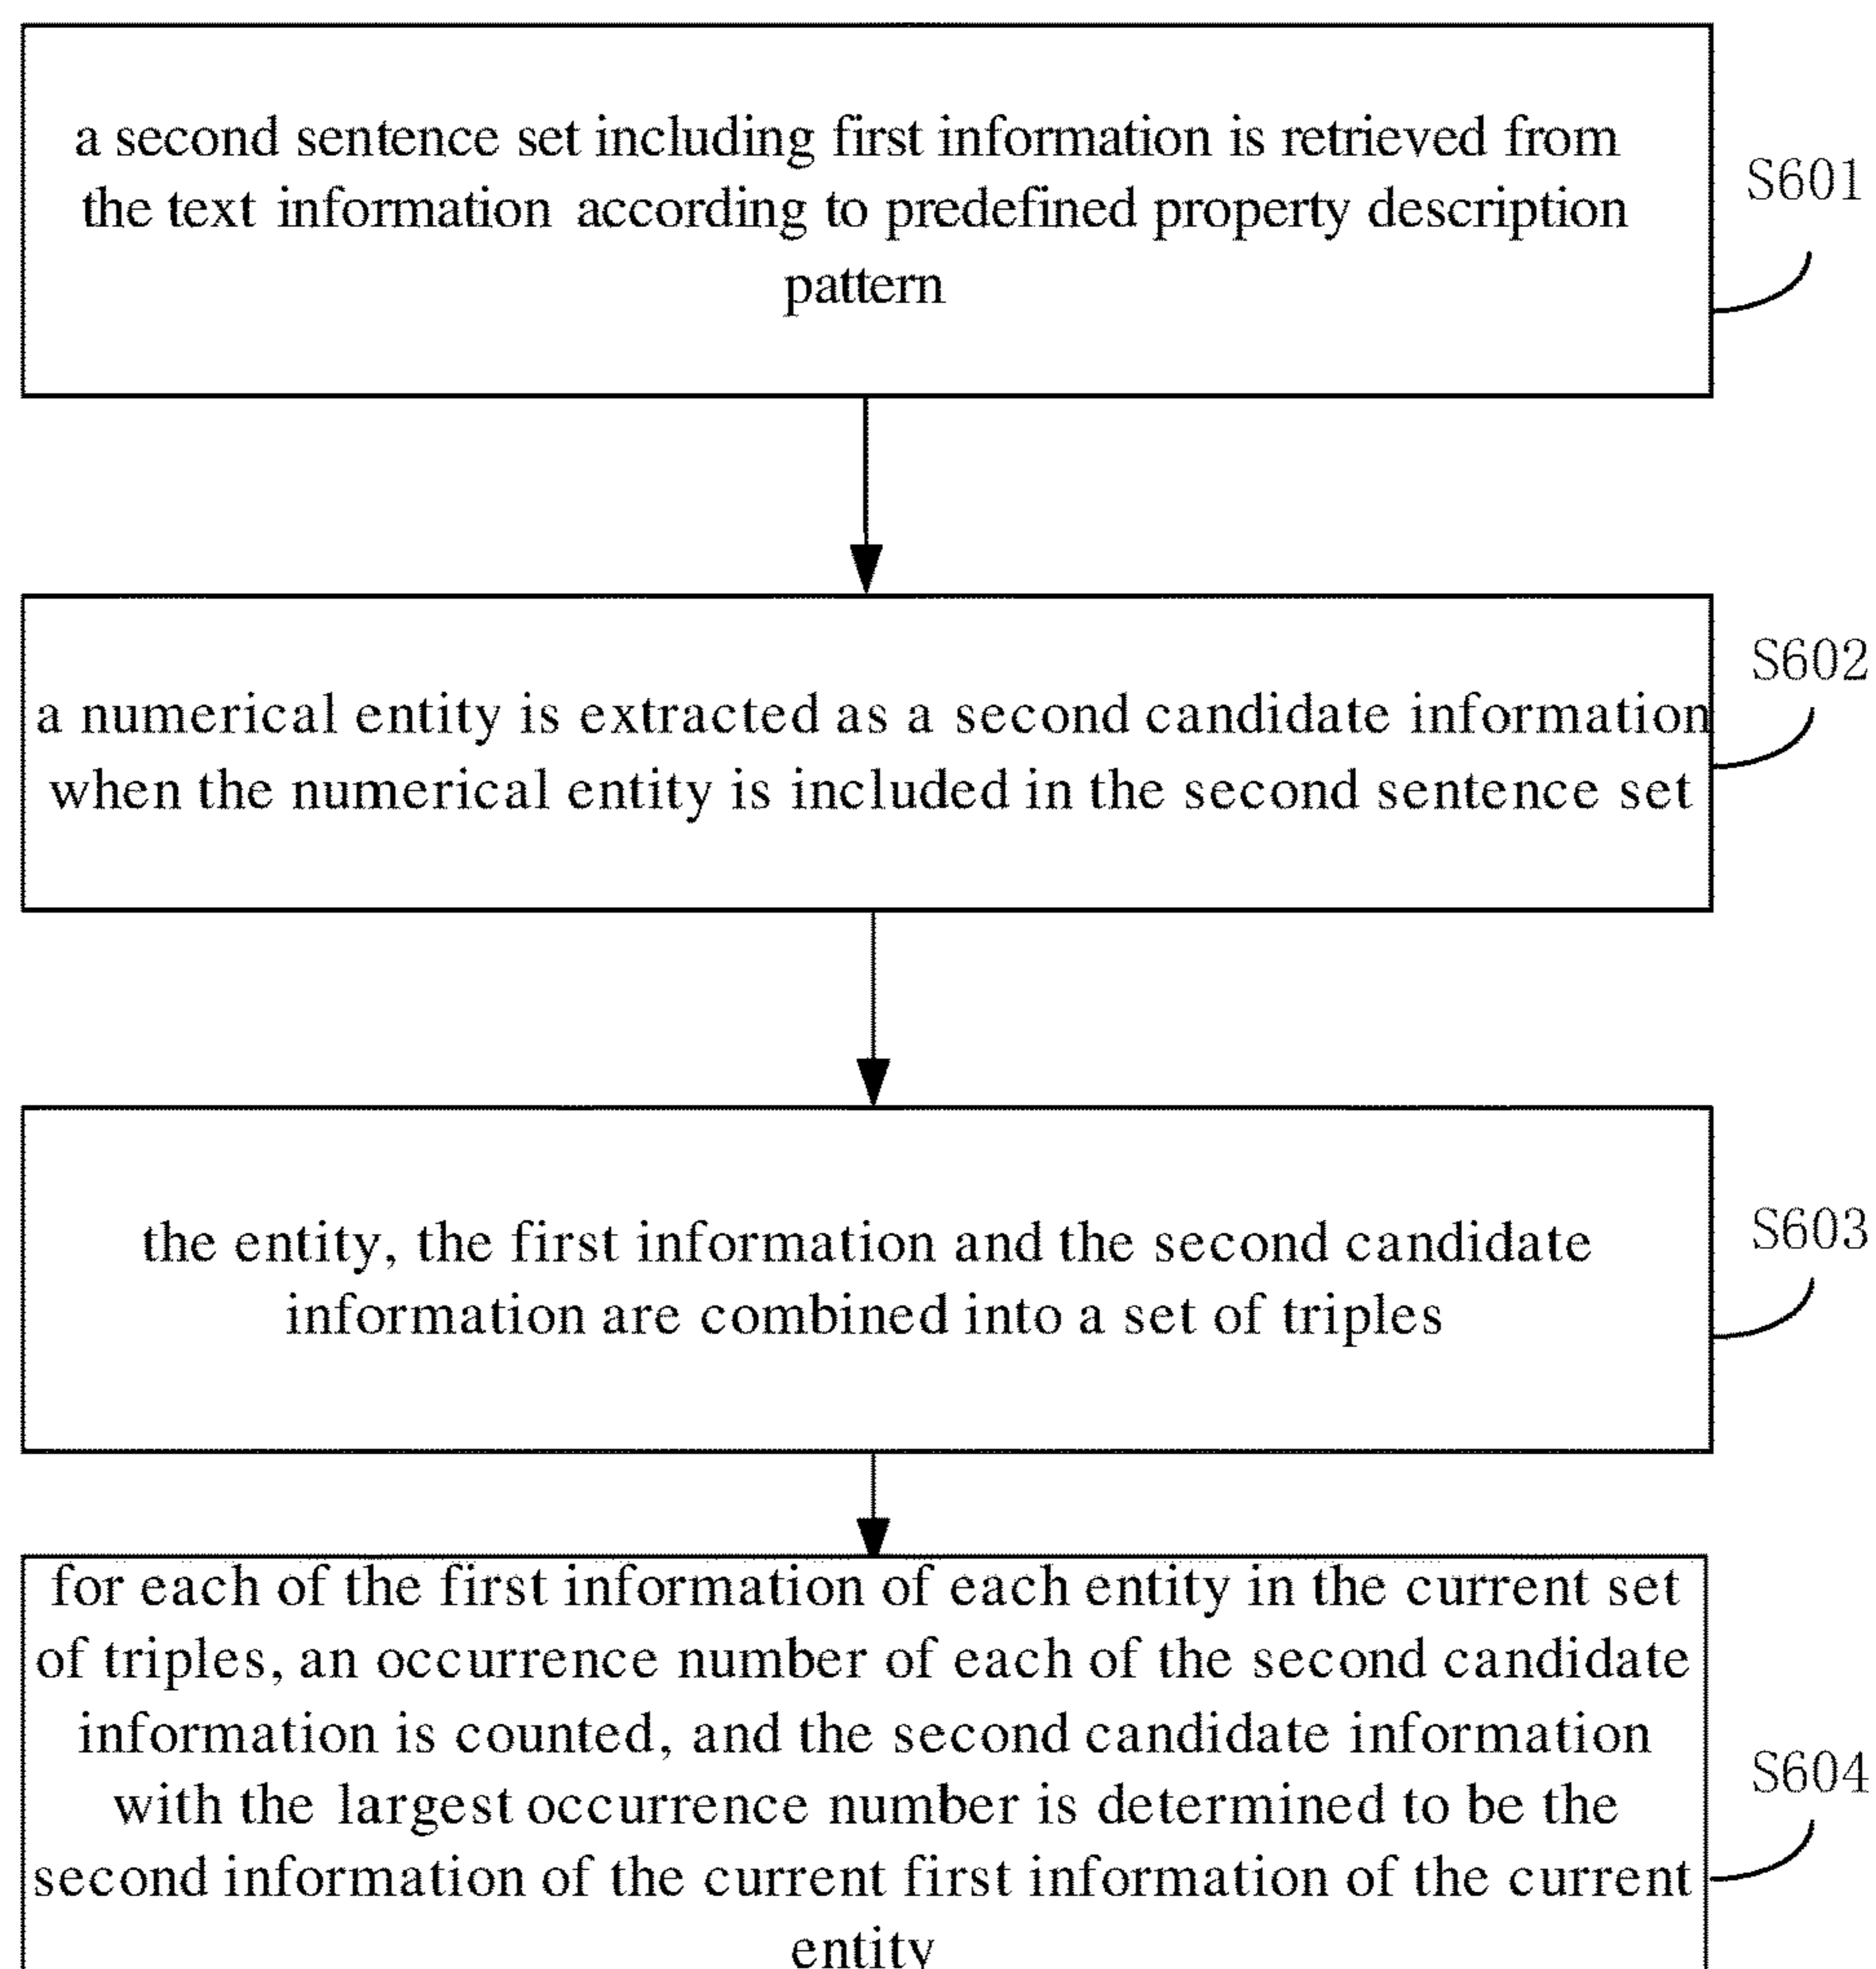 a second sentence set including first information is retrieved from
the text information according to predefined property description
pattern
S601
a numerical entity is extracted as a second candidate information
when the numerical entity is included in the second sentence set
S602
the entity, the first information and the second candidate
information are combined into a set of triples
S603
for each of the first information of each entity in the current set
of triples, an occurrence number of each of the second candidate
information is counted, and the second candidate information
with the largest occurrence number is determined to be the
second information of the current first information of the current
entity
S604